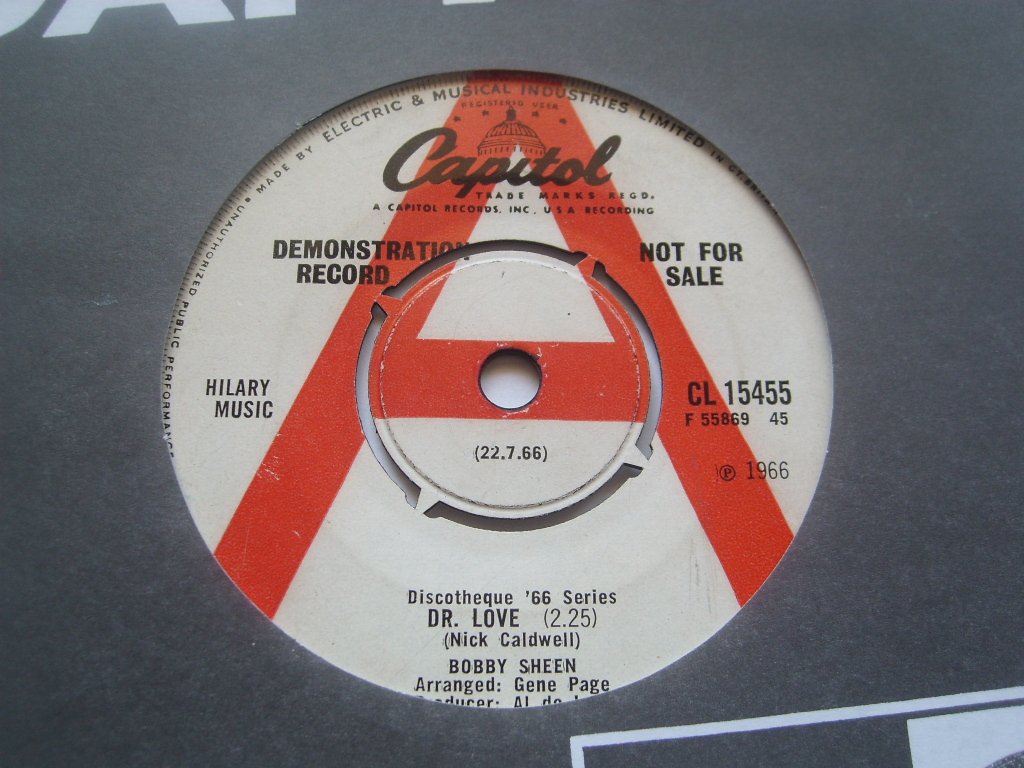 UNAUTHORIZED PUBLIC
MADE BY ELECTRIC & MUSICAL INDUSTRIES LIMITED IN
REGISTERED USER
Capitol
TRADE MARKS REGD.
A CAPITOL RECORDS, INC., U S A RECORDING
DEMONSTRATION RECORD
NOT FOR SALE
HILARY MUSIC
CL 15455
F 55869 45
(22.7.66)
℗ 1966
Discotheque '66 Series
DR. LOVE (2.25)
(Nick Caldwell)
BOBBY SHEEN
Arranged: Gene Page
Al